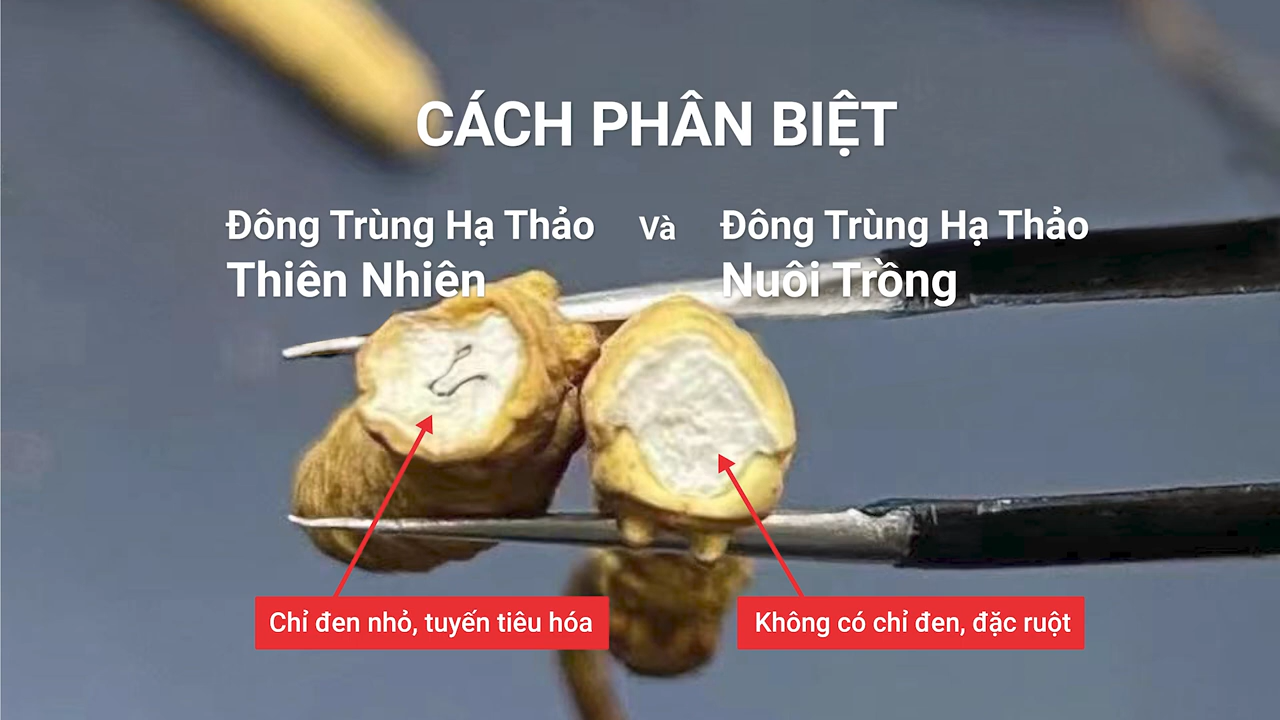 CÁCH PHÂN BIỆT
Đông Trùng Hạ Thảo Và Đông Trùng Hạ Thảo
Thiên Nhiên Nuôi Trồng
Chỉ đen nhỏ, tuyến tiêu hóa
Không có chỉ đen, đặc ruột